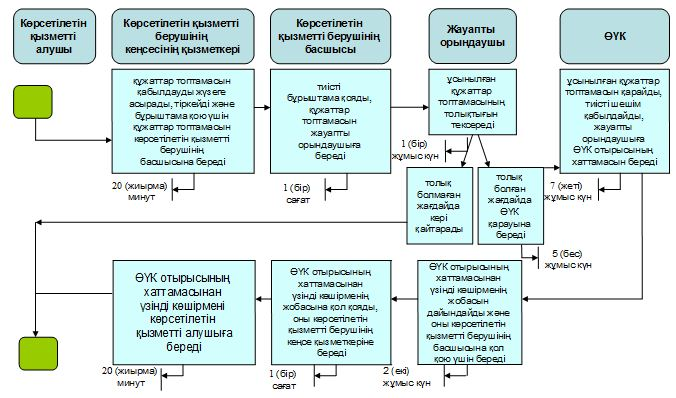 Көрсетілетін
қызметті
алушы
Көрсетілетін қызметті
берушінің
кеңсесінің қызметкері
Көрсетілетін
қызметті берушінің
басшысы
Жауапты
орындаушы
ӨҮК
құжаттар топтамасын
қабылдауды жүзеге
асырады, тіркейді және
бұрыштама қою үшін
құжаттар топтамасын
көрсетілетін қызметті
берушінің
басшысына береді
20 (жиырма)
минут
тиісті
бұрыштама қояды,
құжаттар
топтамасын
жауапты
орындаушыға
береді
1 (бір)
сағат
ұсынылған
құжаттар
топтамасының
толықтығын
тексереді
1 (бір)
жұмыс күн
ұсынылған құжаттар
топтамасын қарайды,
тиісті шешім
қабылдайды,
жауапты
орындаушыға
ӨҮК отырысының
хаттамасын береді
7 (жеті)
жұмыс күн
толық
болмаған
жағдайда
кері
қайтарады
толық
болған
жағдайда
ӨҮК
қарауына
береді
5 (бес)
жұмыс күн
ӨҮК отырысының
хаттамасынан
үзінді көшірмені
көрсетілетін
қызметті алушыға
береді
20 (жиырма)
минут
ӨҮК отырысының
хаттамасынан
үзінді көшірменің
жобасына қол қояды,
оны көрсетілетін
қызметті берушінің
кеңсе қызметкеріне
береді
1 (бір)
сағат
ӨҮК отырысының
хаттамасынан
үзінді көшірменің
жобасын
дайындайды және
оны көрсетілетін
қызметті берушінің
басшысына қол
қою үшін береді
2 (екі)
жұмыс күн